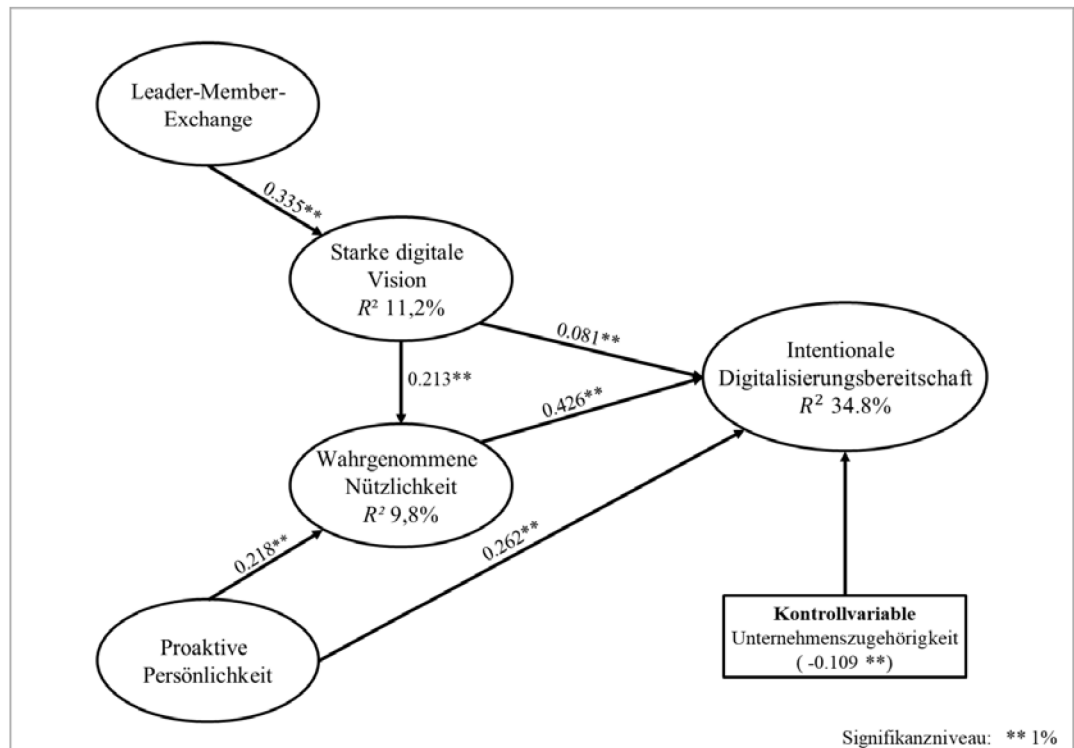 Leader-Member-
Exchange
0.335**
Starke digitale
Vision
R² 11,2%
0.081**
0.213**
Intentionale
Digitalisierungsbereitschaft
R² 34.8%
0.426**
Wahrgenommene
Nützlichkeit
R² 9,8%
0.218**
0.262**
Proaktive
Persönlichkeit
Kontrollvariable
Unternehmenszugehörigkeit
( -0.109 **)
Signifikanzniveau: ** 1%